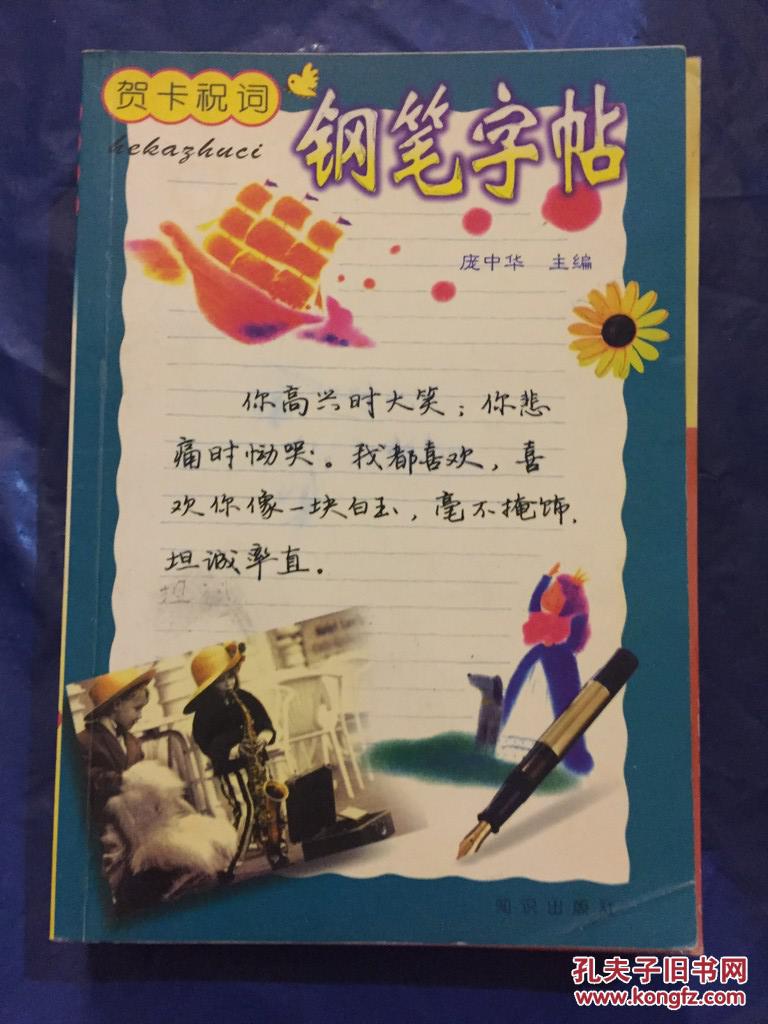 贺卡祝词
hekazhuci
钢笔字帖
庞中华 主编
你高兴时大笑；你悲
痛时恸哭。我都喜欢，喜
欢你像一块白玉，毫不掩饰，
坦诚率直。
坦诚
知识出版社
孔夫子旧书网
www.kongfz.com